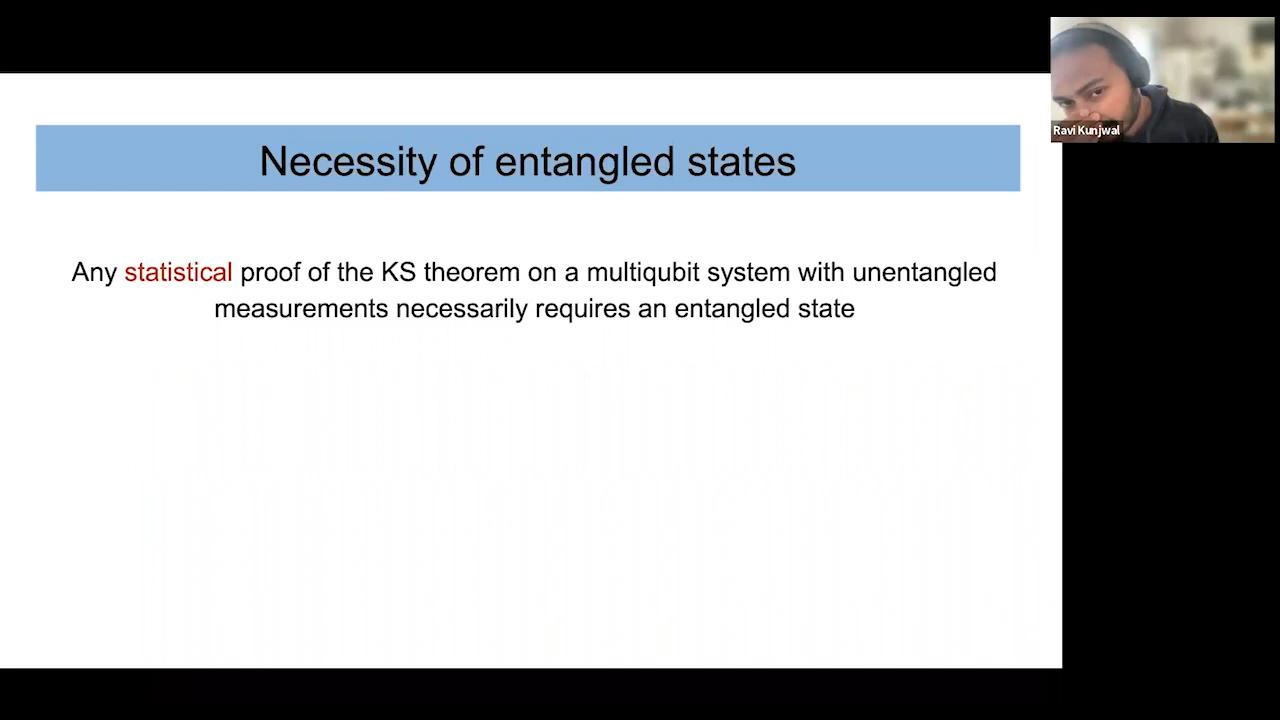 Necessity of entangled states
Any statistical proof of the KS theorem on a multiqubit system with unentangled
measurements necessarily requires an entangled state
Ravi Kunjwal